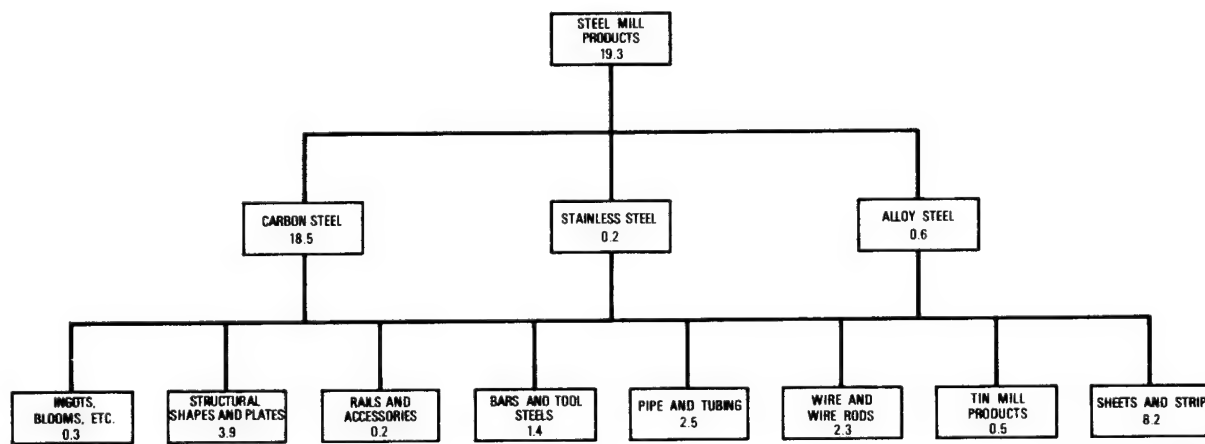 STEEL MILL
PRODUCTS
19.3
CARBON STEEL
18.5
STAINLESS STEEL
0.2
ALLOY STEEL
0.6
INGOTS,
BLOOMS, ETC.
0.3
STRUCTURAL
SHAPES AND PLATES
3.9
RAILS AND
ACCESSORIES
0.2
BARS AND TOOL
STEELS
1.4
PIPE AND TUBING
2.5
WIRE AND
WIRE RODS
2.3
TIN MILL
PRODUCTS
0.5
SHEETS AND STRIP
8.2